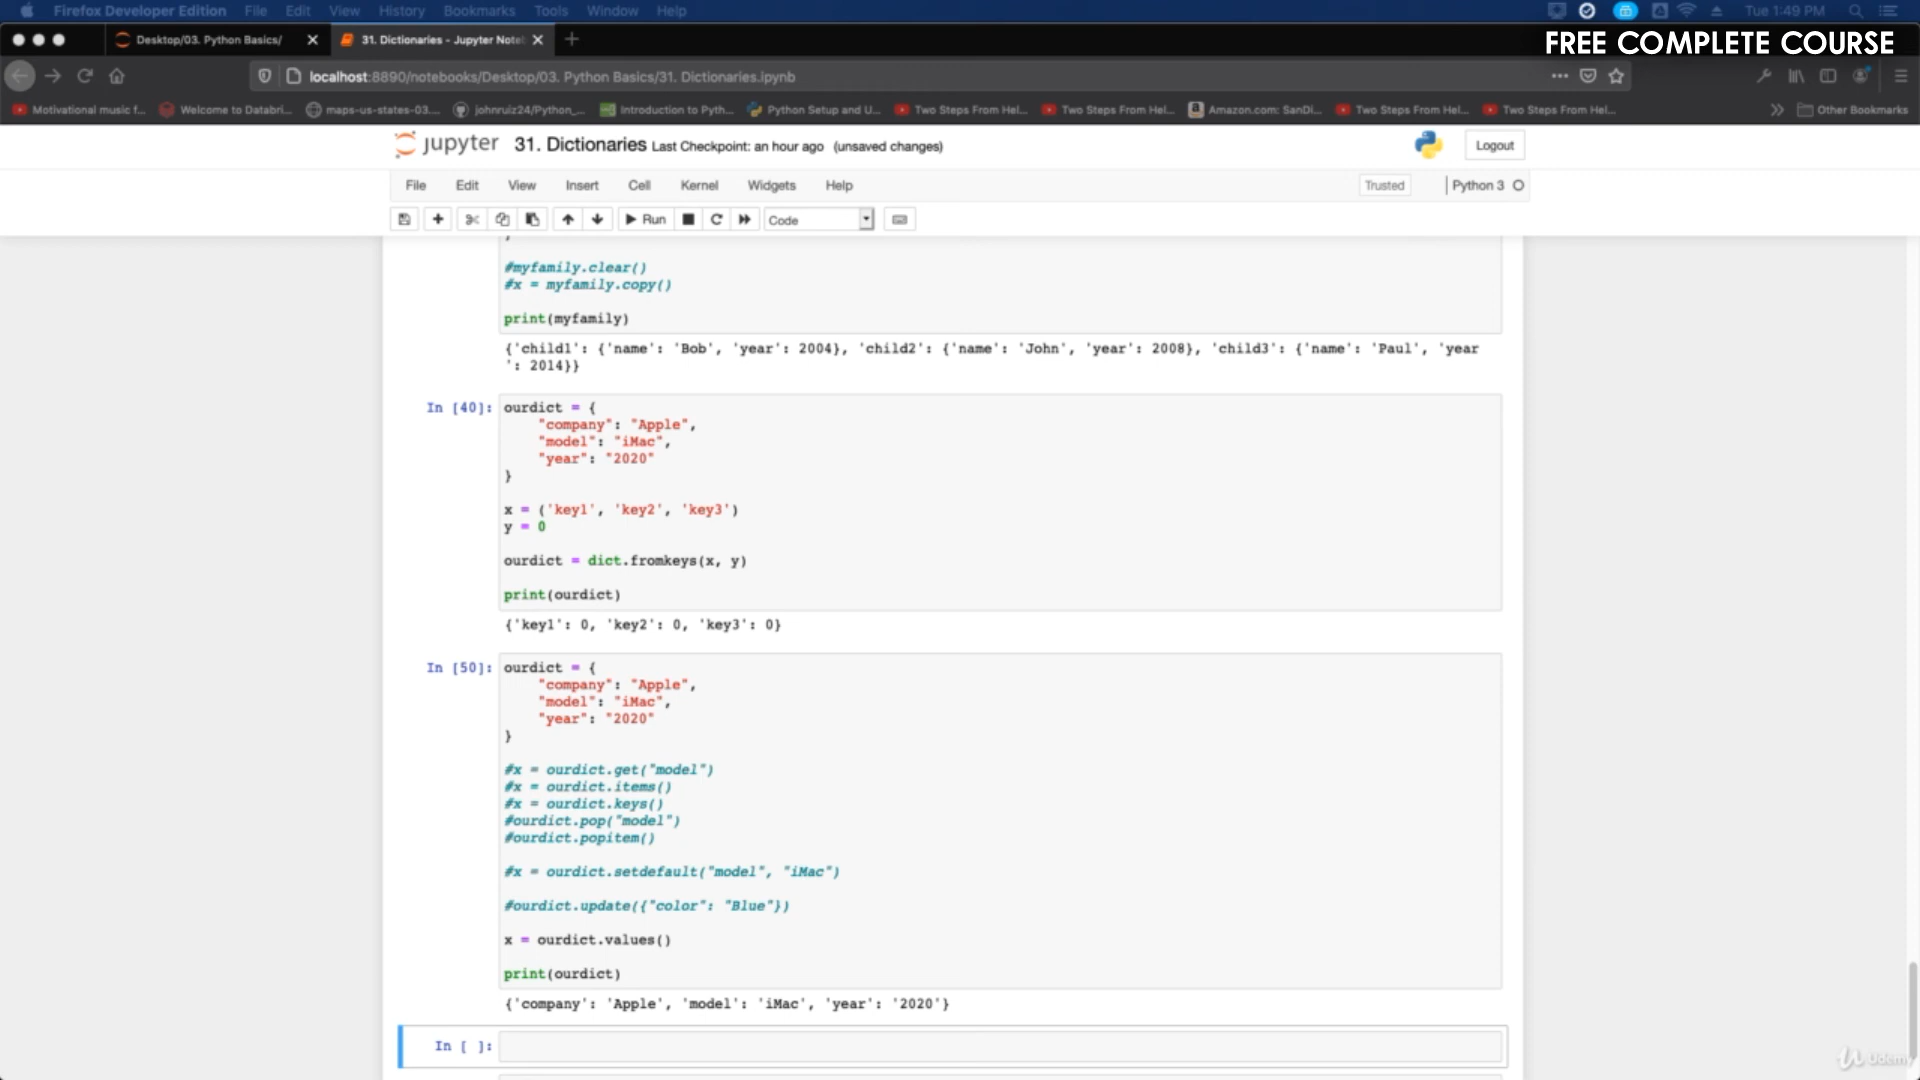 Firefox Developer Edition File Edit View History Bookmarks Tools Window Help Tue 1:49 PM
Desktop/03. Python Basics/ 31. Dictionaries - Jupyter Note
FREE COMPLETE COURSE
localhost:8890/notebooks/Desktop/03. Python Basics/31. Dictionaries.ipynb
Motivational music f... Welcome to Databri... maps-us-states-03.... johnruiz24/Python_... Introduction to Pyth... Python Setup and U... Two Steps From Hel... Two Steps From Hel... Amazon.com: SanDi... Two Steps From Hel... Two Steps From Hel... Other Bookmarks
jupyter 31. Dictionaries Last Checkpoint: an hour ago (unsaved changes) Logout
File Edit View Insert Cell Kernel Widgets Help Trusted Python 3
Run Code
#myfamily.clear()
#x = myfamily.copy()
print(myfamily)
{'child1': {'name': 'Bob', 'year': 2004}, 'child2': {'name': 'John', 'year': 2008}, 'child3': {'name': 'Paul', 'year
': 2014}}
In [40]: ourdict = {
"company": "Apple",
"model": "iMac",
"year": "2020"
}
x = ('key1', 'key2', 'key3')
y = 0
ourdict = dict.fromkeys(x, y)
print(ourdict)
{'key1': 0, 'key2': 0, 'key3': 0}
In [50]: ourdict = {
"company": "Apple",
"model": "iMac",
"year": "2020"
}
#x = ourdict.get("model")
#x = ourdict.items()
#x = ourdict.keys()
#ourdict.pop("model")
#ourdict.popitem()
#x = ourdict.setdefault("model", "iMac")
#ourdict.update({"color": "Blue"})
x = ourdict.values()
print(ourdict)
{'company': 'Apple', 'model': 'iMac', 'year': '2020'}
In [ ]:
Udemy